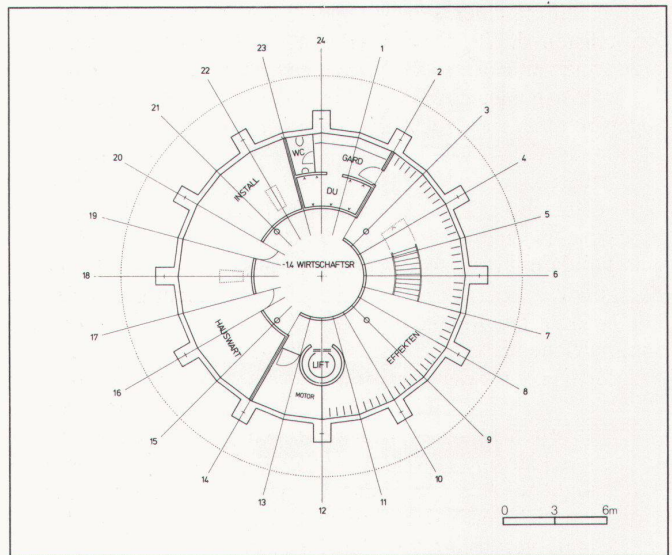 24
23
1
22
2
21
3
20
4
19
5
18
6
17
7
16
8
15
9
14
10
13
11
12
WC
GARD
DU
INSTALL
-1.4 WIRTSCHAFTSR
HAUSWART
EFFEKTEN
LIFT
MOTOR
0 3 6m